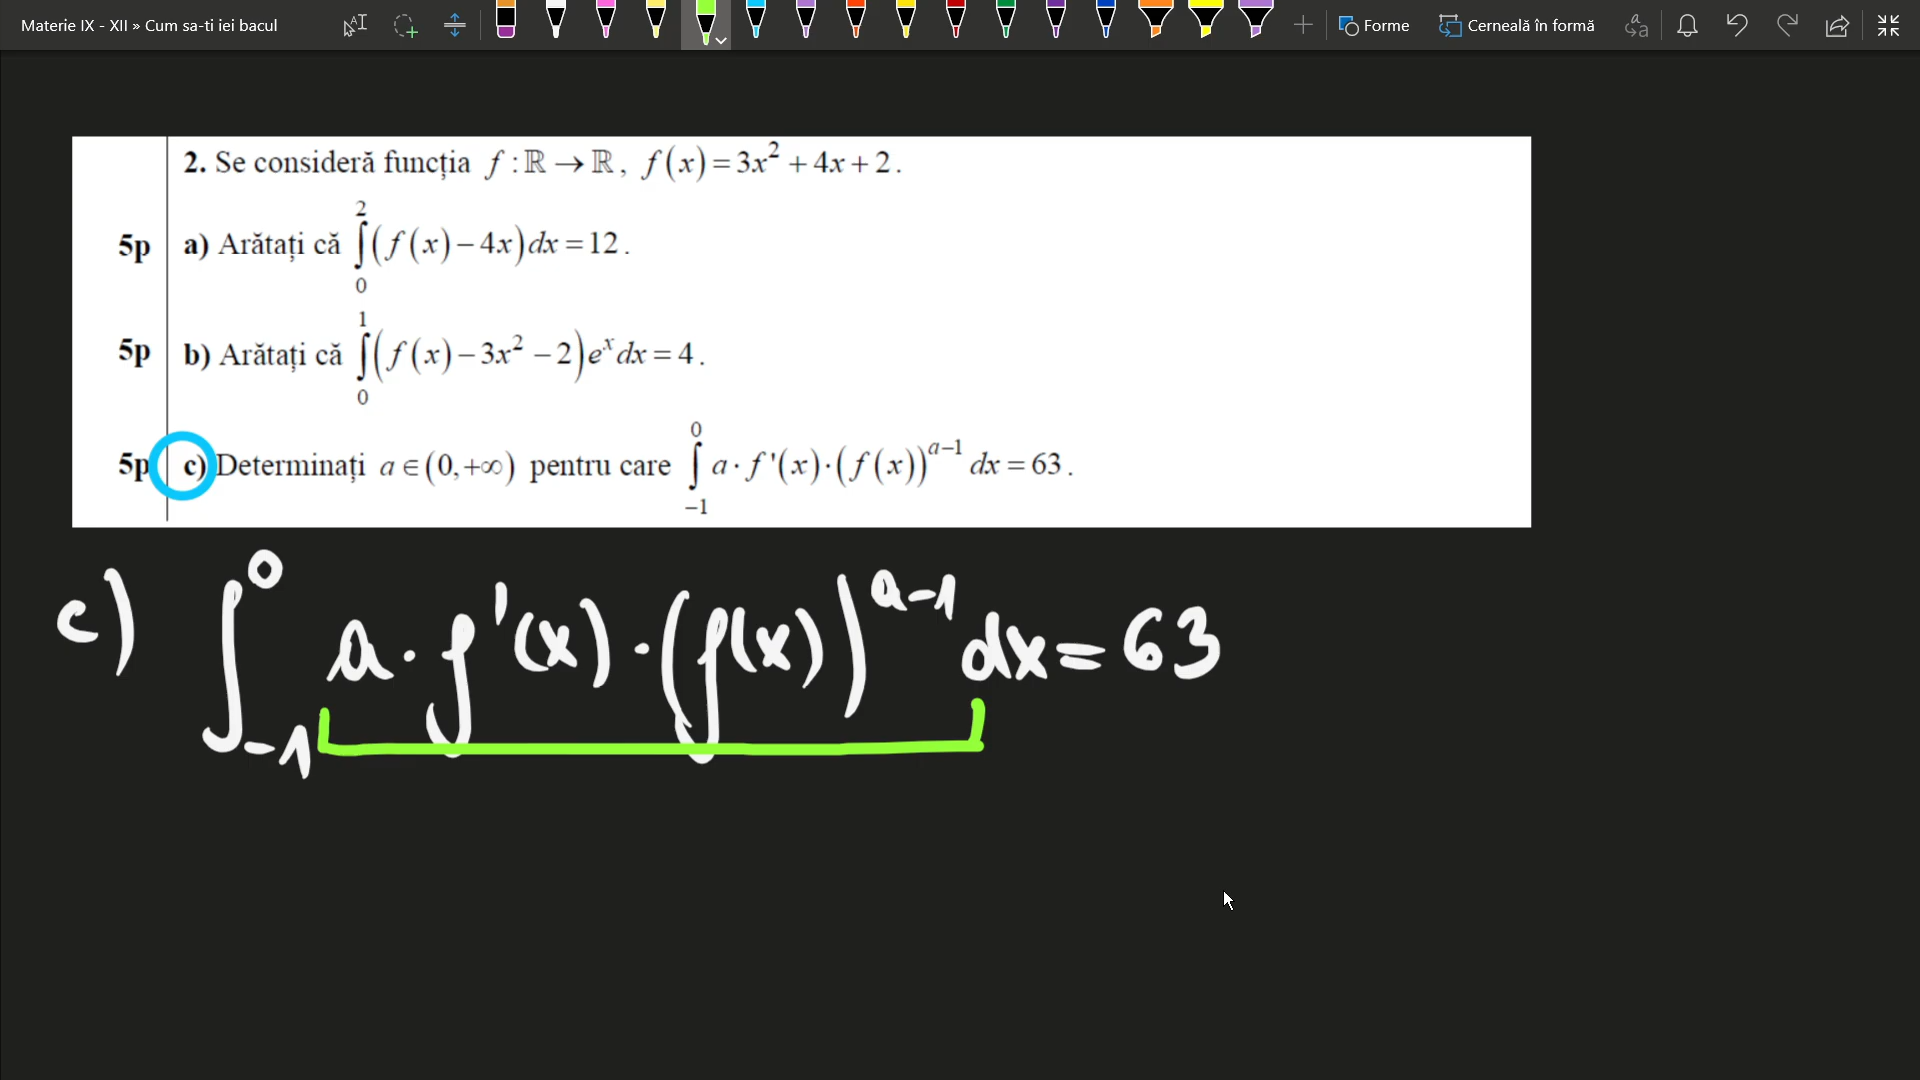 Materie IX - XII » Cum sa-ti iei bacul Forme Cerneală în formă
2. Se consideră funcția f : ℝ → ℝ, f(x) = 3x² + 4x + 2.
5p a) Arătați că ∫₀² (f(x) − 4x) dx = 12.
5p b) Arătați că ∫₀¹ (f(x) − 3x² − 2) eˣ dx = 4.
5p c) Determinați a ∈ (0, +∞) pentru care ∫₋₁⁰ a · f'(x) · (f(x))^(a−1) dx = 63.
c) ∫₋₁⁰ a · f'(x) · (f(x))^(a−1) dx = 63